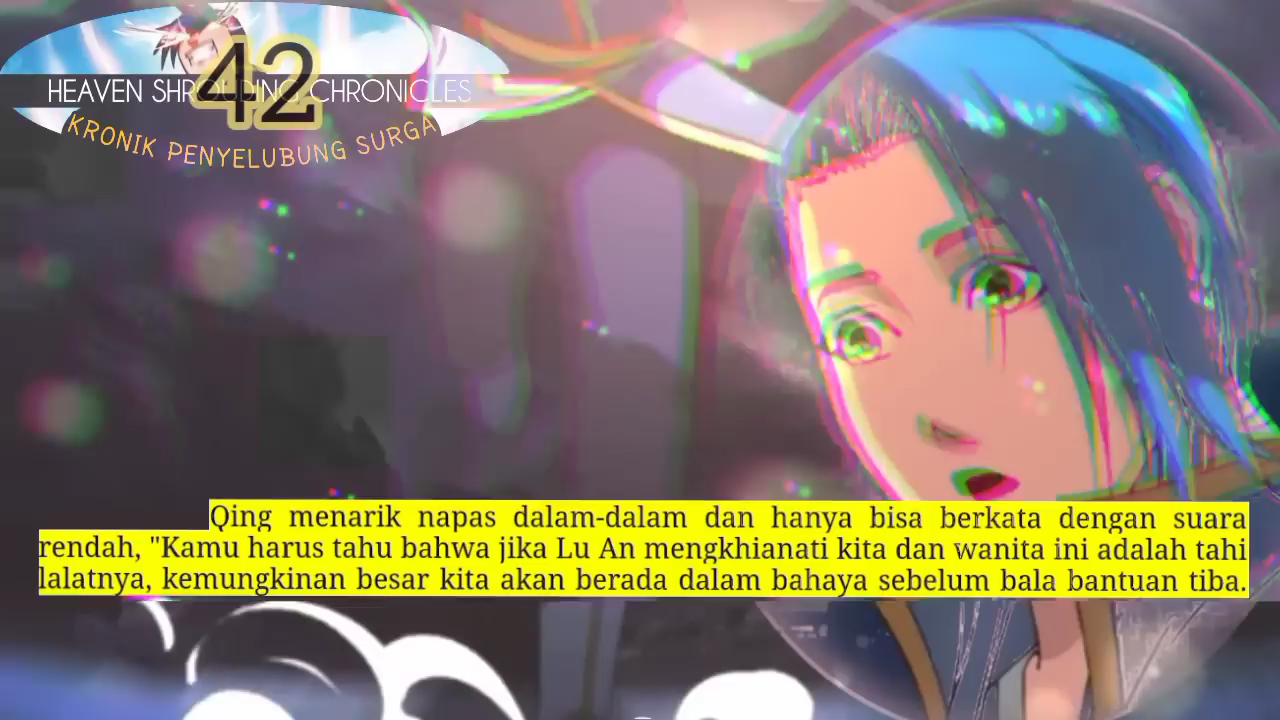 42
HEAVEN SHROUDING CHRONICLES
KRONIK PENYELUBUNG SURGA
Qing menarik napas dalam-dalam dan hanya bisa berkata dengan suara
rendah, "Kamu harus tahu bahwa jika Lu An mengkhianati kita dan wanita ini adalah tahi
lalatnya, kemungkinan besar kita akan berada dalam bahaya sebelum bala bantuan tiba.